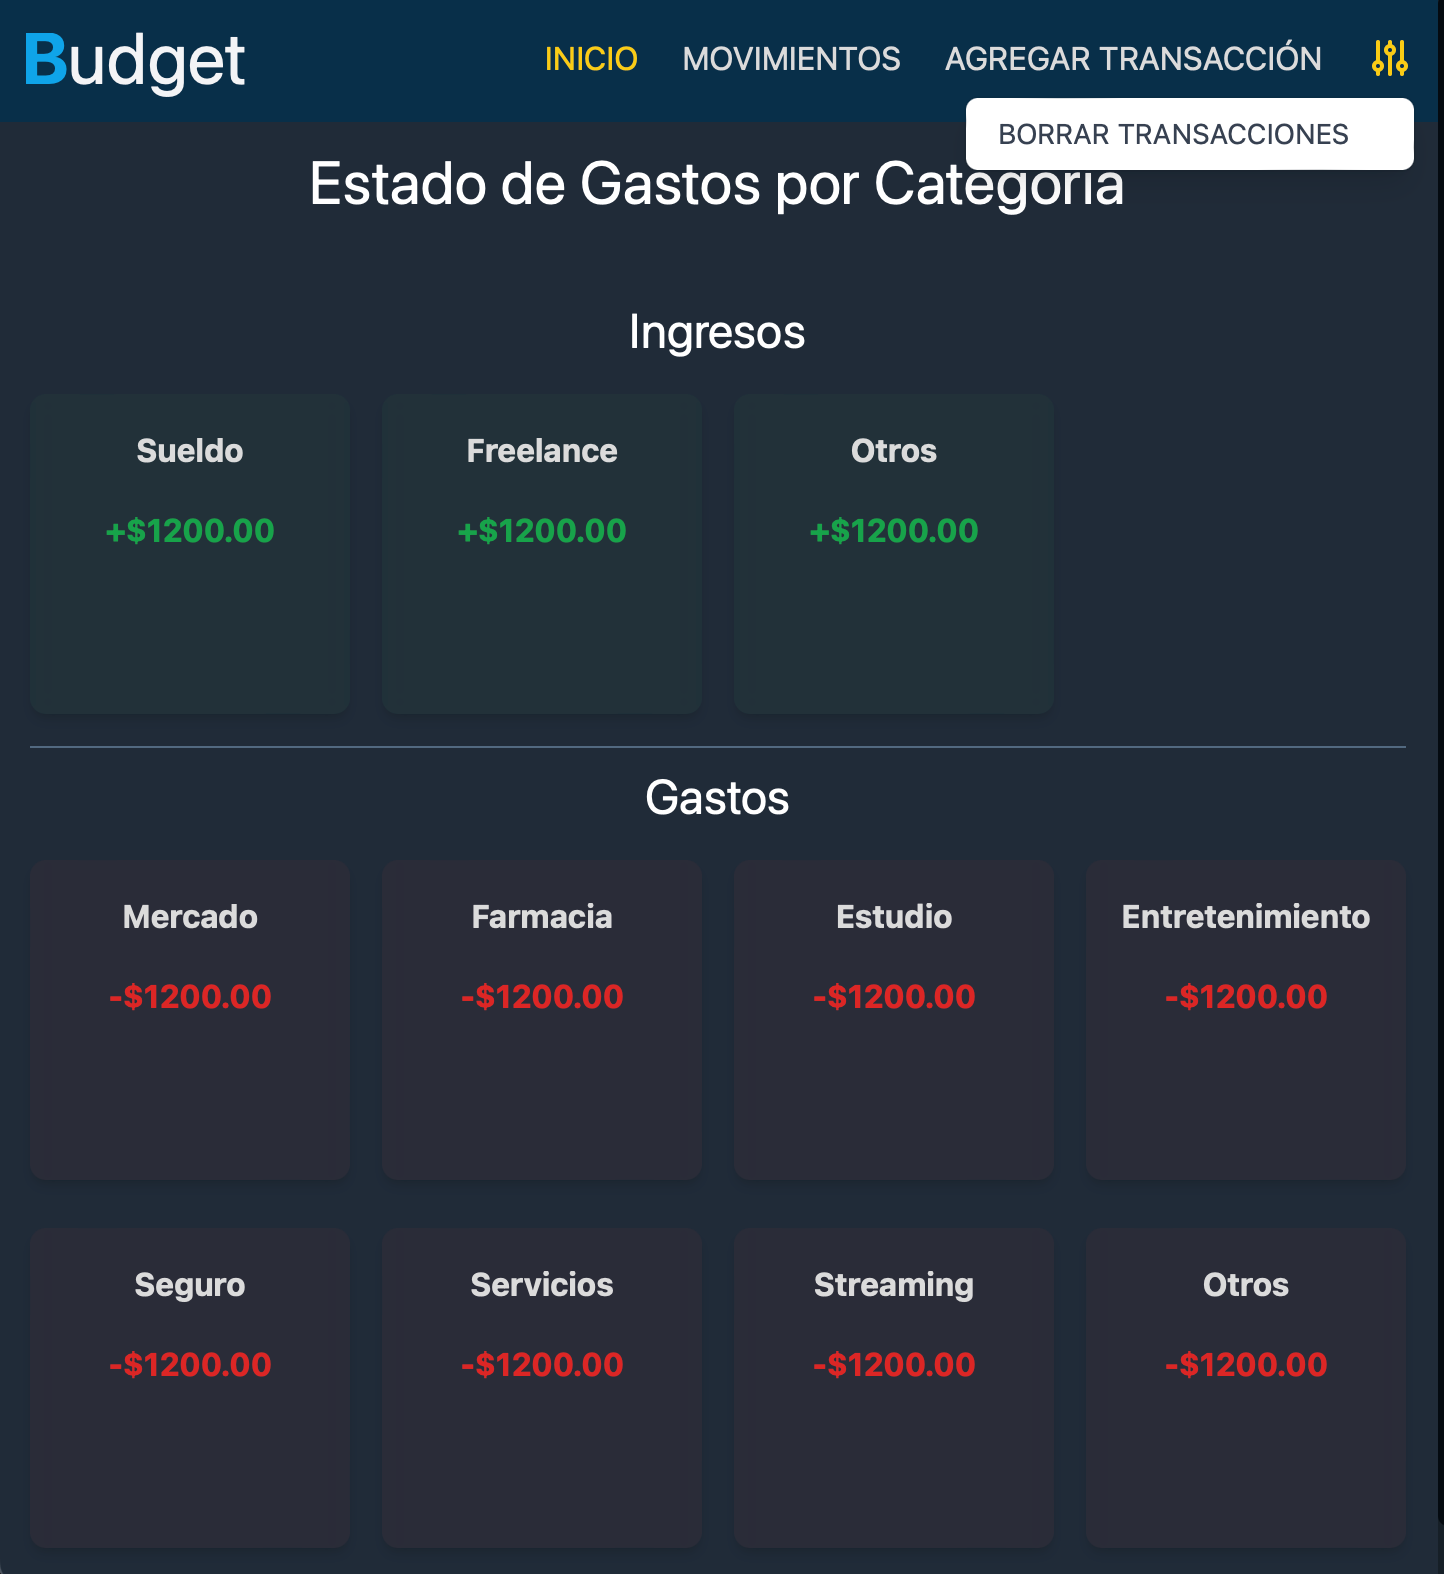 Budget
INICIO MOVIMIENTOS AGREGAR TRANSACCIÓN
BORRAR TRANSACCIONES
Estado de Gastos por Categoría
Ingresos
Sueldo Freelance Otros
+$1200.00 +$1200.00 +$1200.00
Gastos
Mercado Farmacia Estudio Entretenimiento
-$1200.00 -$1200.00 -$1200.00 -$1200.00
Seguro Servicios Streaming Otros
-$1200.00 -$1200.00 -$1200.00 -$1200.00